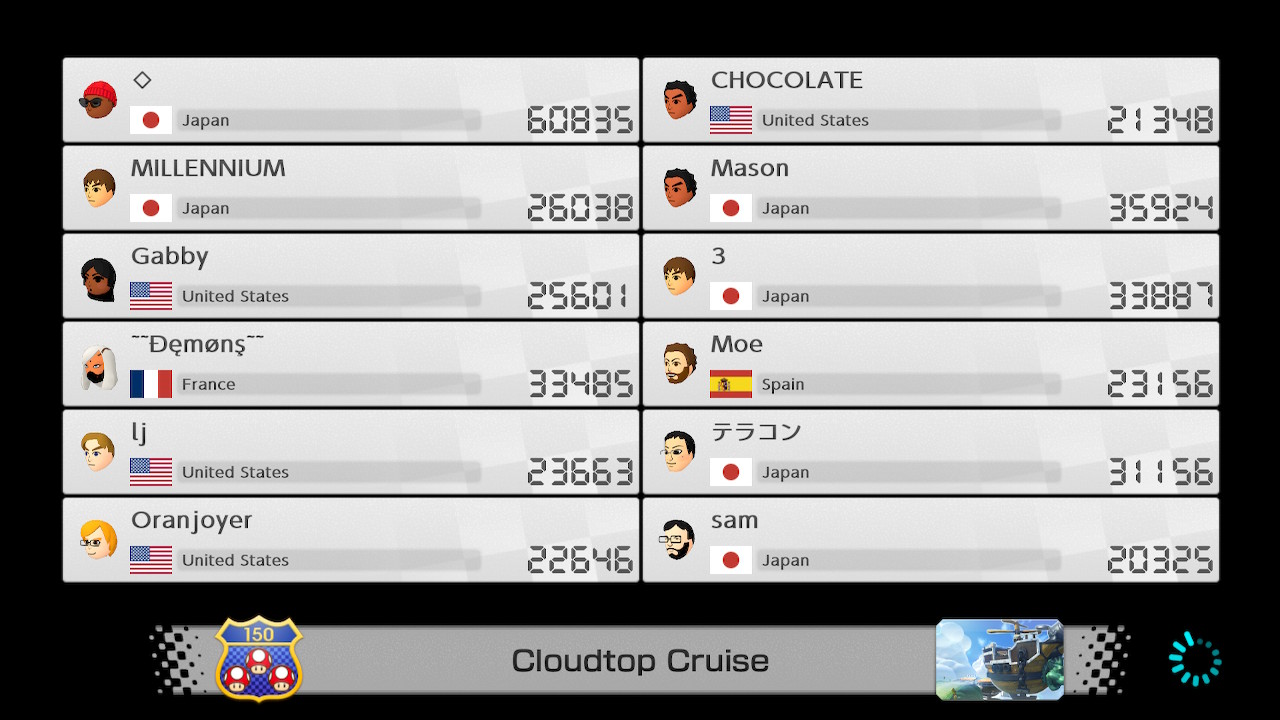 ◇
Japan 60835
MILLENNIUM
Japan 26038
Gabby
United States 25601
~~Đęmønş~~
France 33485
lj
United States 23663
Oranjoyer
United States 22646
CHOCOLATE
United States 21348
Mason
Japan 35924
3
Japan 33887
Moe
Spain 23156
テラコン
Japan 31156
sam
Japan 20325
150
Cloudtop Cruise